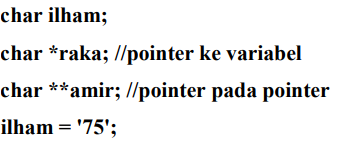 char ilham;
char *raka; //pointer ke variabel
char **amir; //pointer pada pointer
ilham = '75';